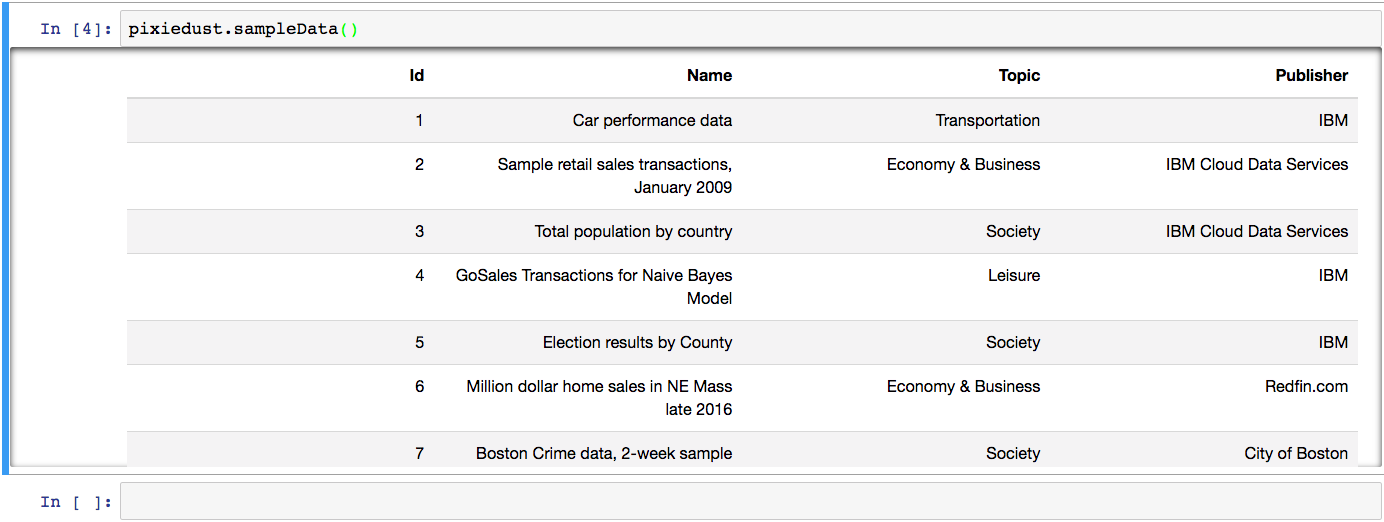 In [4]: pixiedust.sampleData()
Id Name Topic Publisher
1 Car performance data Transportation IBM
2 Sample retail sales transactions, Economy & Business IBM Cloud Data Services
January 2009
3 Total population by country Society IBM Cloud Data Services
4 GoSales Transactions for Naive Bayes Leisure IBM
Model
5 Election results by County Society IBM
6 Million dollar home sales in NE Mass Economy & Business Redfin.com
late 2016
7 Boston Crime data, 2-week sample Society City of Boston
In [ ]: